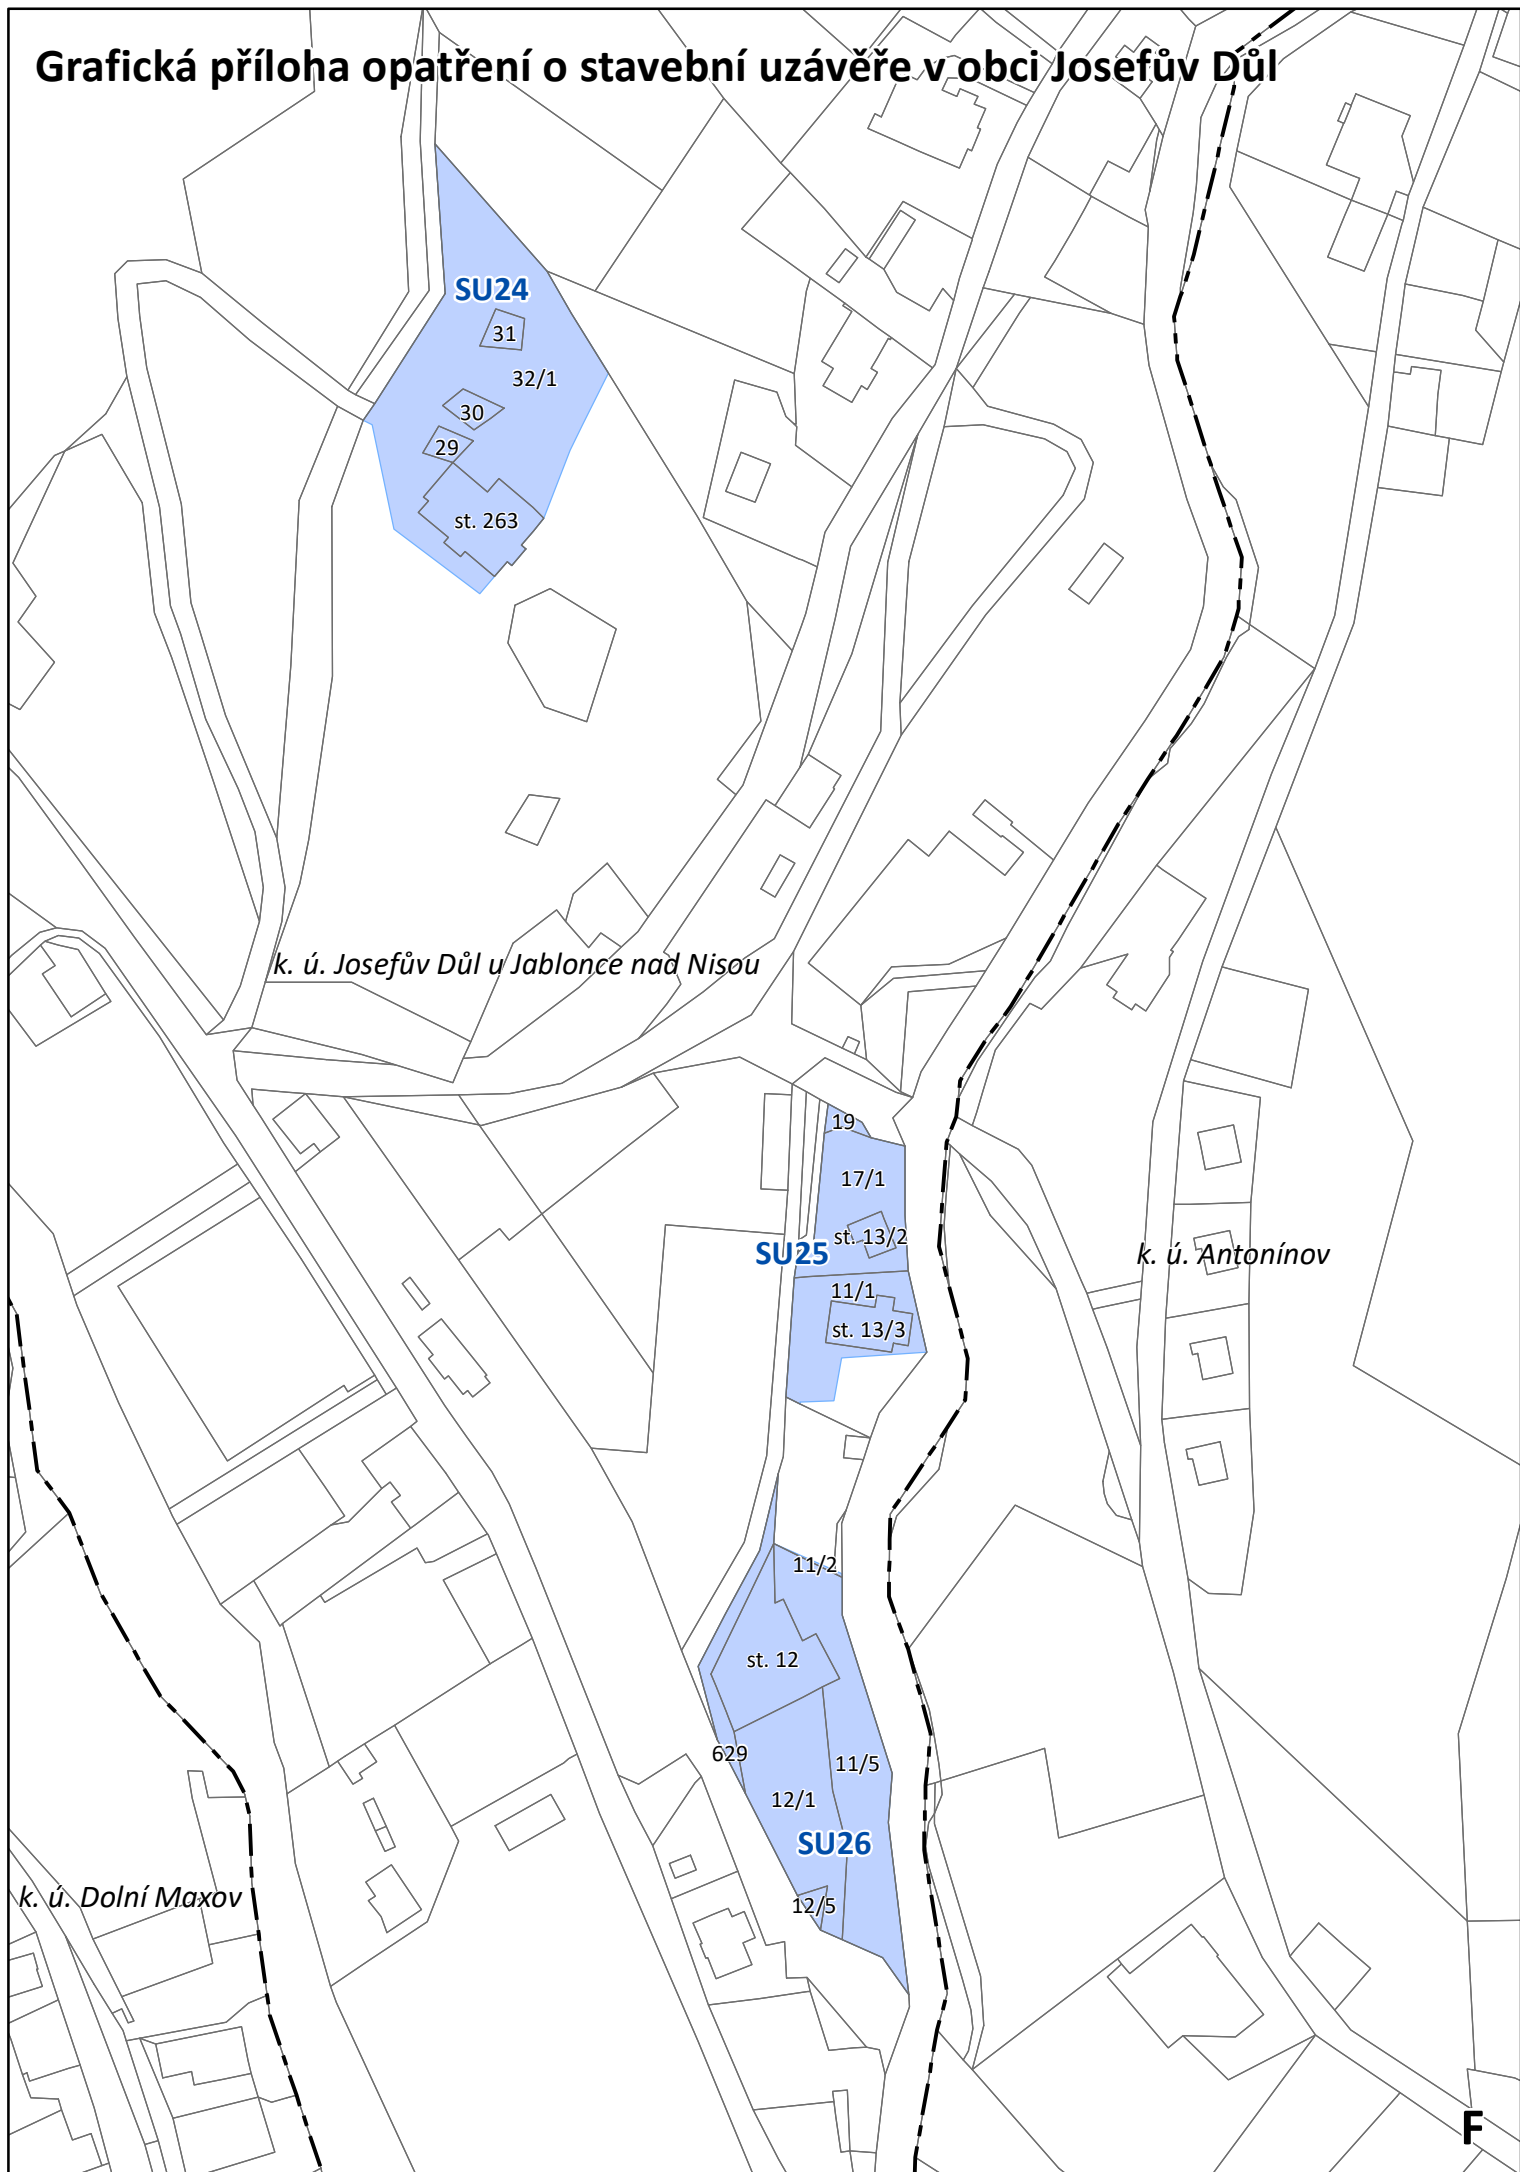 Grafická příloha opatření o stavební uzávěře v obci Josefův Důl
SU24
31
32/1
30
29
st. 263
k. ú. Josefův Důl u Jablonce nad Nisou
19
17/1
st. 13/2
SU25
k. ú. Antonínov
11/1
st. 13/3
11/2
st. 12
629
11/5
12/1
SU26
k. ú. Dolní Maxov
12/5
F